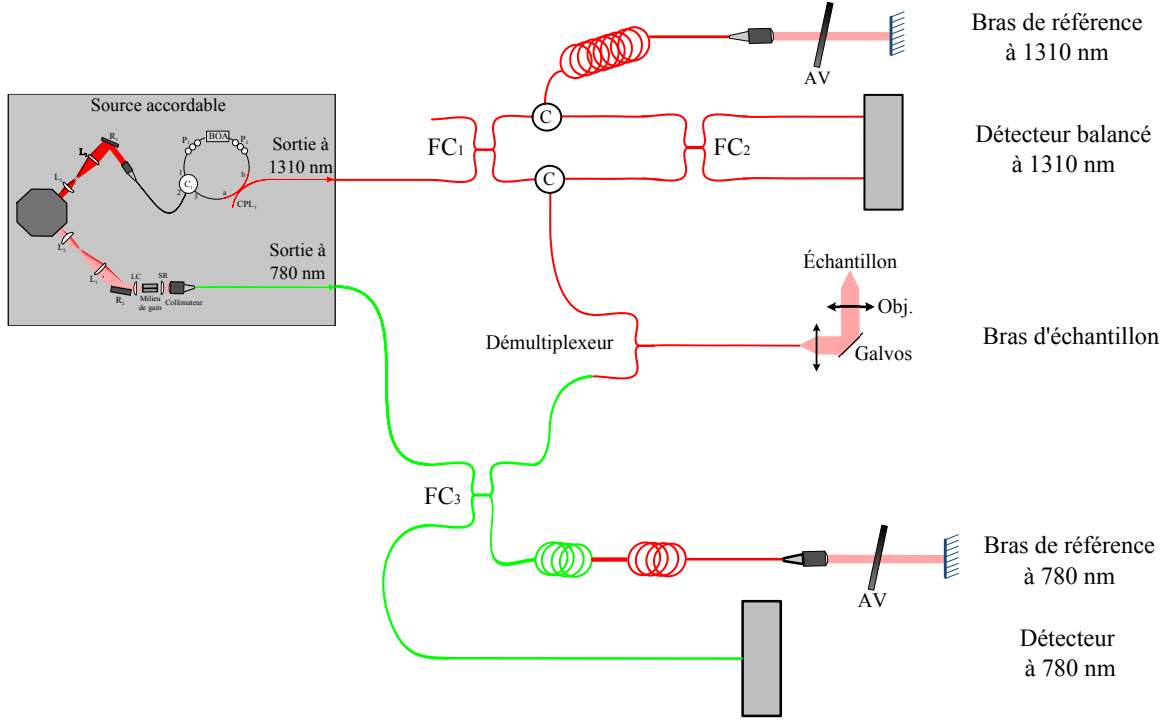 Bras de référence
à 1310 nm
AV
Source accordable
R₁
L₂
P₁
BOA
P₂
C₁
1
2
3
a
b
CPL₁
Sortie à
1310 nm
FC₁
C
C
FC₂
Détecteur balancé
à 1310 nm
L₂
L₁
R₂
LC
Milieu
de gain
SR
Collimateur
Sortie à
780 nm
Échantillon
Obj.
Galvos
Démultiplexeur
Bras d'échantillon
FC₃
AV
Bras de référence
à 780 nm
Détecteur
à 780 nm